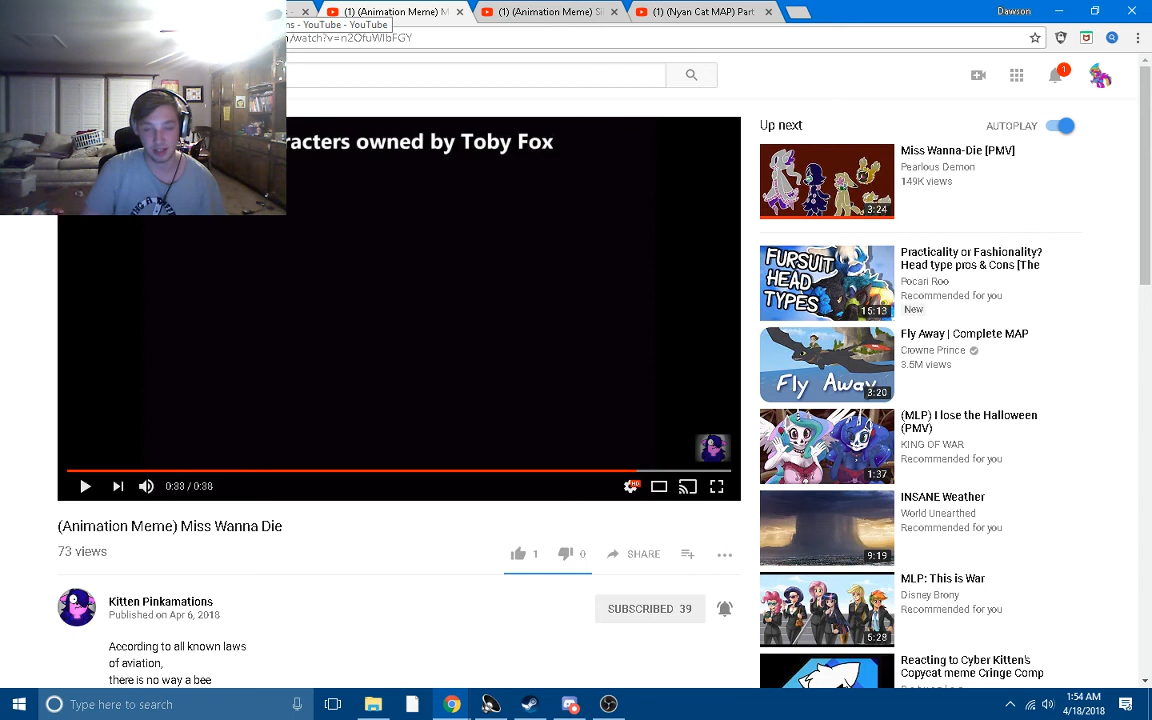 (1) (Animation Meme) M
(1) (Animation Meme) Sil
(1) (Nyan Cat MAP) Part
Dawson
ns - YouTube - YouTube
/watch?v=n2OfuWIbFGY
1
racters owned by Toby Fox
0:33 / 0:38
(Animation Meme) Miss Wanna Die
73 views
1
0
SHARE
Kitten Pinkamations
Published on Apr 6, 2018
SUBSCRIBED 39
According to all known laws
of aviation,
there is no way a bee
Up next
AUTOPLAY
Miss Wanna-Die [PMV]
Pearlous Demon
149K views
3:24
FURSUIT
HEAD
TYPES
15:13
Practicality or Fashionality?
Head type pros & Cons [The
Pocari Roo
Recommended for you
New
Fly Away
3:20
Fly Away | Complete MAP
Crowne Prince
3.5M views
1:37
(MLP) I lose the Halloween
(PMV)
KING OF WAR
Recommended for you
9:19
INSANE Weather
World Unearthed
Recommended for you
5:28
MLP: This is War
Disney Brony
Recommended for you
Reacting to Cyber Kitten's
Copycat meme Cringe Comp
Type here to search
1:54 AM
4/18/2018